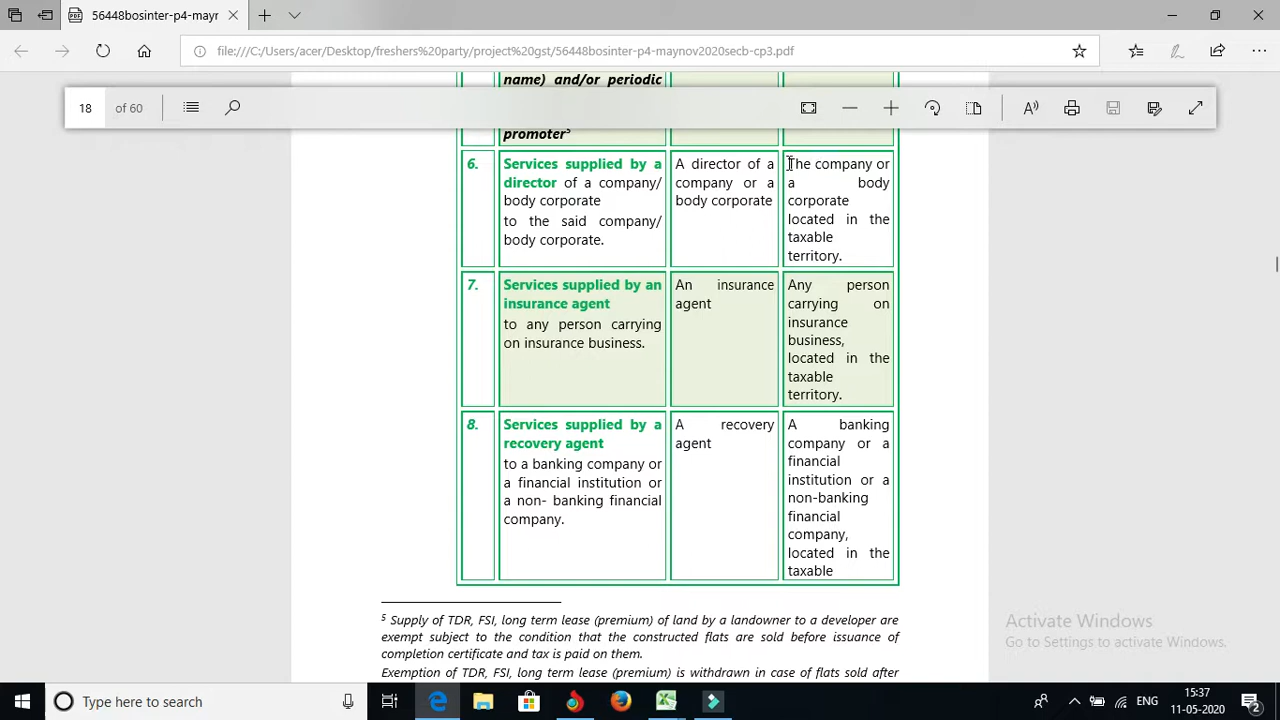 56448bosinter-p4-mayr
file:///C:/Users/acer/Desktop/freshers%20party/project%20gst/56448bosinter-p4-maynov2020secb-cp3.pdf
name) and/or periodic
18 of 60
promoter⁵
6. Services supplied by a director of a company/ body corporate to the said company/ body corporate.
A director of a company or a body corporate
The company or a body corporate located in the taxable territory.
7. Services supplied by an insurance agent to any person carrying on insurance business.
An insurance agent
Any person carrying on insurance business, located in the taxable territory.
8. Services supplied by a recovery agent to a banking company or a financial institution or a non- banking financial company.
A recovery agent
A banking company or a financial institution or a non-banking financial company, located in the taxable
⁵ Supply of TDR, FSI, long term lease (premium) of land by a landowner to a developer are
exempt subject to the condition that the constructed flats are sold before issuance of
completion certificate and tax is paid on them.
Exemption of TDR, FSI, long term lease (premium) is withdrawn in case of flats sold after
Activate Windows
Go to Settings to activate Windows.
Type here to search
ENG
15:37
11-05-2020
2